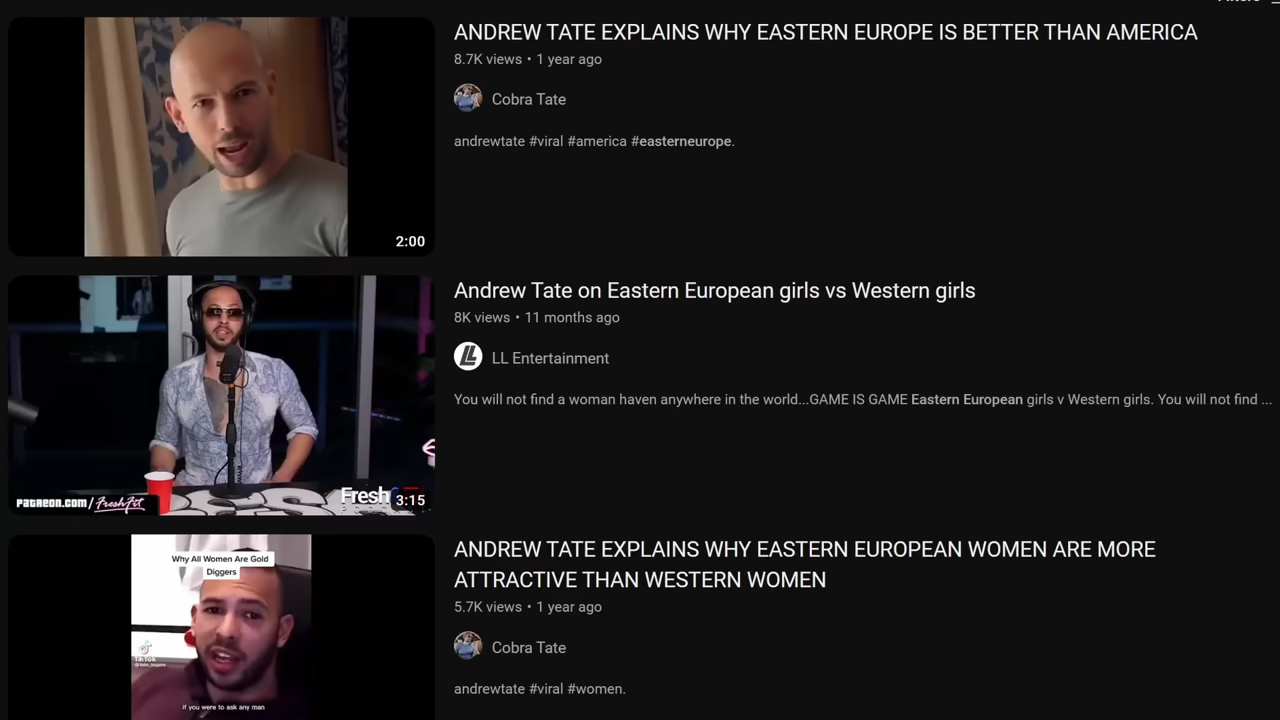 ANDREW TATE EXPLAINS WHY EASTERN EUROPE IS BETTER THAN AMERICA
8.7K views • 1 year ago
Cobra Tate
andrewtate #viral #america #easterneurope.
2:00
Andrew Tate on Eastern European girls vs Western girls
8K views • 11 months ago
LL Entertainment
You will not find a woman haven anywhere in the world...GAME IS GAME Eastern European girls v Western girls. You will not find ...
PATREON.COM/FreshFit
Fresh
3:15
Why All Women Are Gold
Diggers
TikTok
if you were to ask any man
ANDREW TATE EXPLAINS WHY EASTERN EUROPEAN WOMEN ARE MORE
ATTRACTIVE THAN WESTERN WOMEN
5.7K views • 1 year ago
Cobra Tate
andrewtate #viral #women.